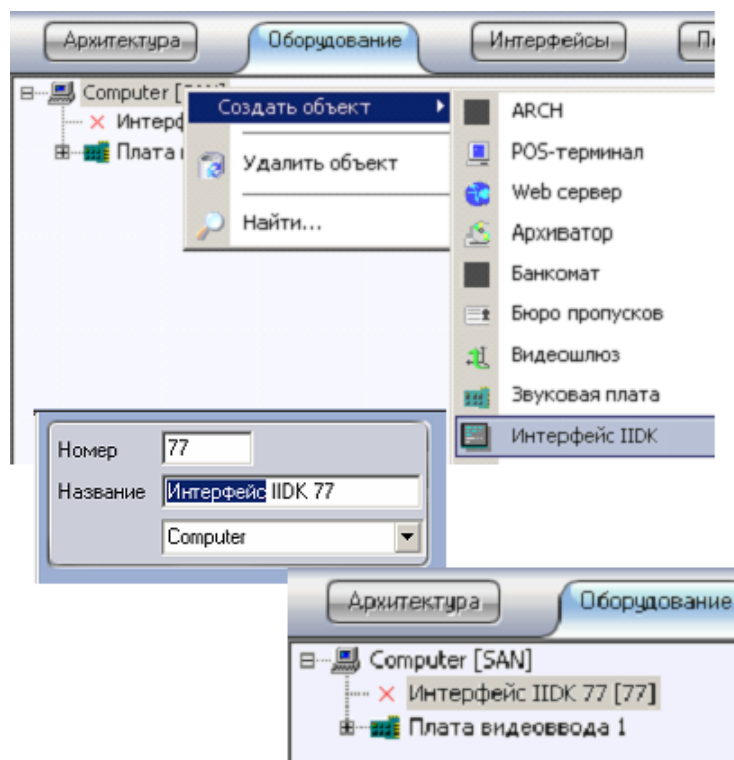 Архитектура Оборудование Интерфейсы
Computer
Создать объект
Удалить объект
Найти...
Плата
ARCH
POS-терминал
Web сервер
Архиватор
Банкомат
Бюро пропусков
Видеошлюз
Звуковая плата
Интерфейс IIDK
Номер 77
Название Интерфейс IIDK 77
Computer
Архитектура Оборудование
Computer [SAN]
Интерфейс IIDK 77 [77]
Плата видеоввода 1